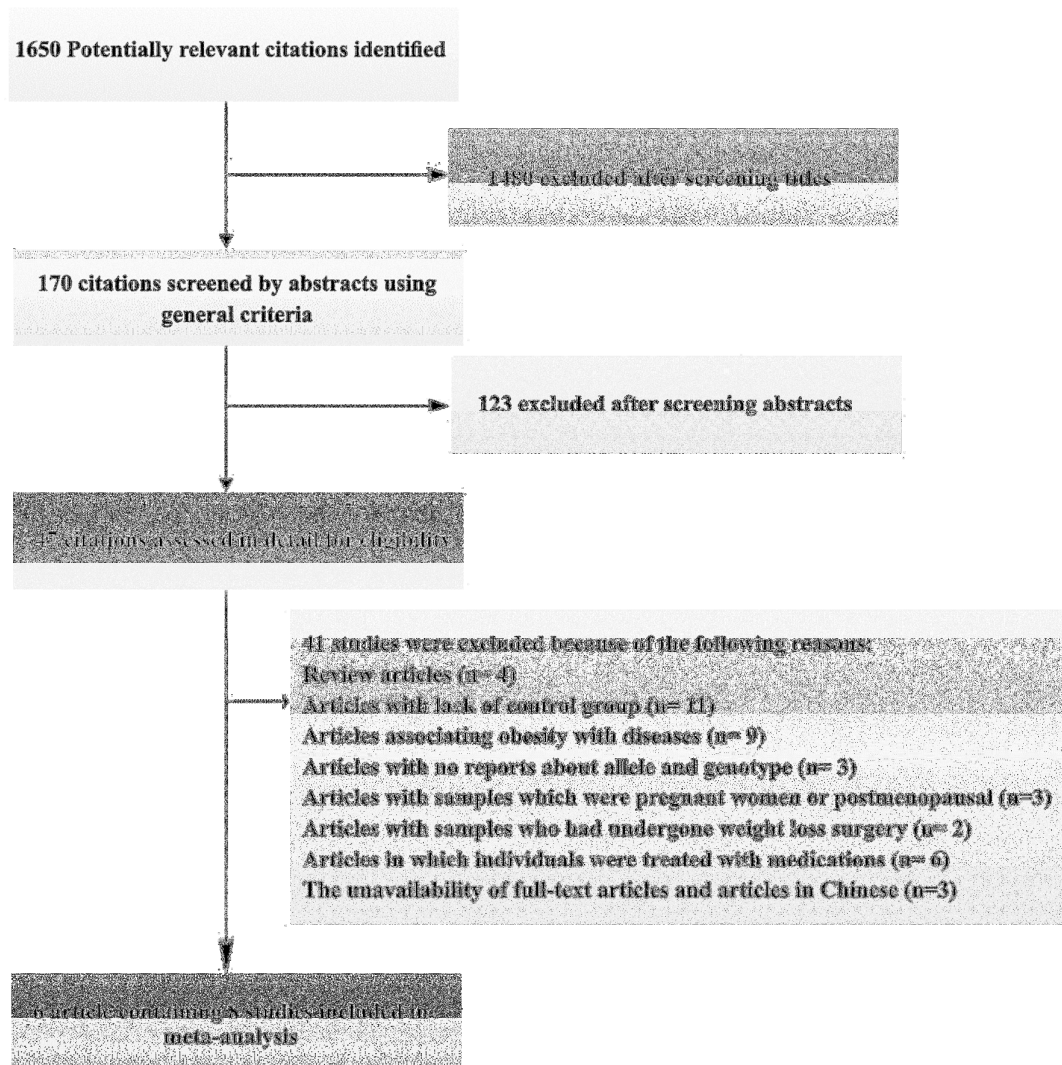 1650 Potentially relevant citations identified
1480 excluded after screening titles
170 citations screened by abstracts using
general criteria
123 excluded after screening abstracts
47 citations assessed in detail for eligibility
41 studies were excluded because of the following reasons:
Review articles (n= 4)
Articles with lack of control group (n= 11)
Articles associating obesity with diseases (n= 9)
Articles with no reports about allele and genotype (n= 3)
Articles with samples which were pregnant women or postmenopausal (n=3)
Articles with samples who had undergone weight loss surgery (n= 2)
Articles in which individuals were treated with medications (n= 6)
The unavailability of full-text articles and articles in Chinese (n=3)
6 article containing 8 studies included in
meta-analysis